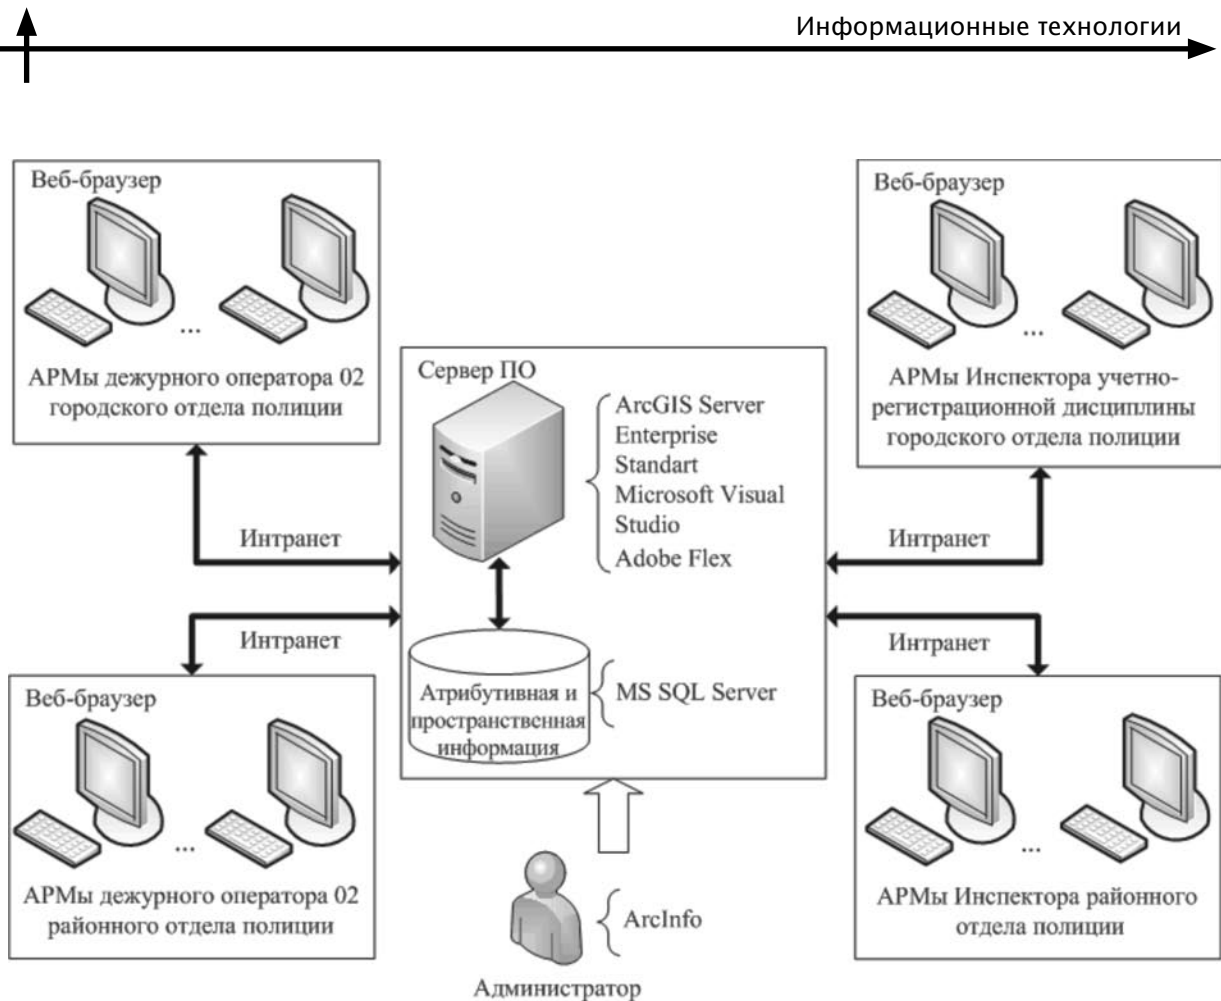 Информационные технологии
Веб-браузер
...
АРМы дежурного оператора 02
городского отдела полиции
Веб-браузер
...
АРМы Инспектора учетно-
регистрационной дисциплины
городского отдела полиции
Сервер ПО
ArcGIS Server
Enterprise
Standart
Microsoft Visual
Studio
Adobe Flex
Интранет
Интранет
Интранет
Интранет
Атрибутивная и
пространственная
информация
MS SQL Server
Веб-браузер
...
АРМы дежурного оператора 02
районного отдела полиции
Веб-браузер
...
АРМы Инспектора районного
отдела полиции
ArcInfo
Администратор